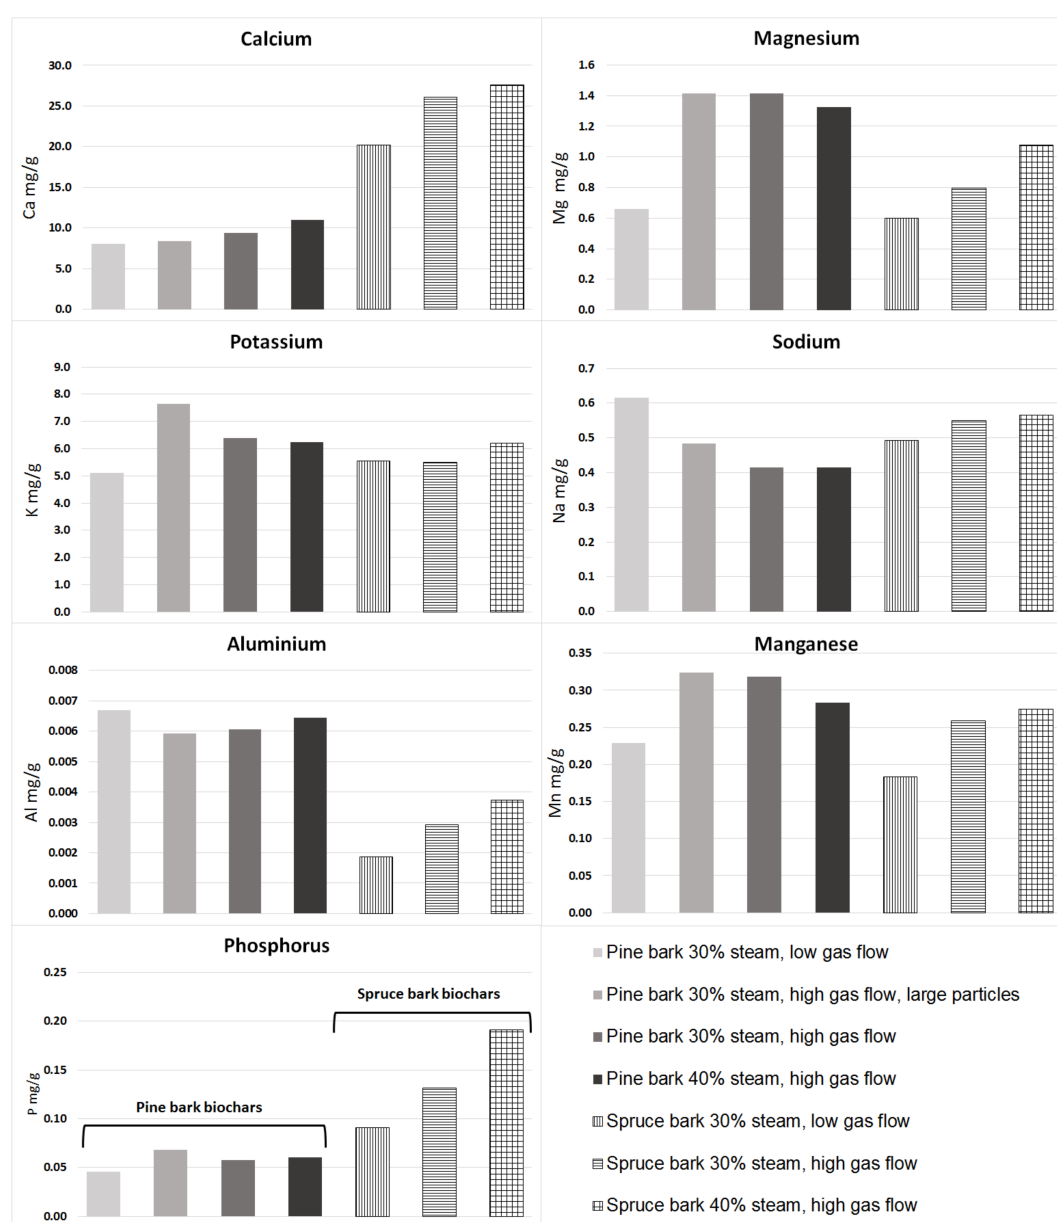 Calcium
Ca mg/g
30.0
25.0
20.0
15.0
10.0
5.0
0.0
Magnesium
Mg mg/g
1.6
1.4
1.2
1.0
0.8
0.6
0.4
0.2
0.0
Potassium
K mg/g
9.0
8.0
7.0
6.0
5.0
4.0
3.0
2.0
1.0
0.0
Sodium
Na mg/g
0.7
0.6
0.5
0.4
0.3
0.2
0.1
0.0
Aluminium
Al mg/g
0.008
0.007
0.006
0.005
0.004
0.003
0.002
0.001
0.000
Manganese
Mn mg/g
0.35
0.30
0.25
0.20
0.15
0.10
0.05
0.00
Phosphorus
P mg/g
0.25
0.20
0.15
0.10
0.05
0.00
Spruce bark biochars
Pine bark biochars
Pine bark 30% steam, low gas flow
Pine bark 30% steam, high gas flow, large particles
Pine bark 30% steam, high gas flow
Pine bark 40% steam, high gas flow
Spruce bark 30% steam, low gas flow
Spruce bark 30% steam, high gas flow
Spruce bark 40% steam, high gas flow